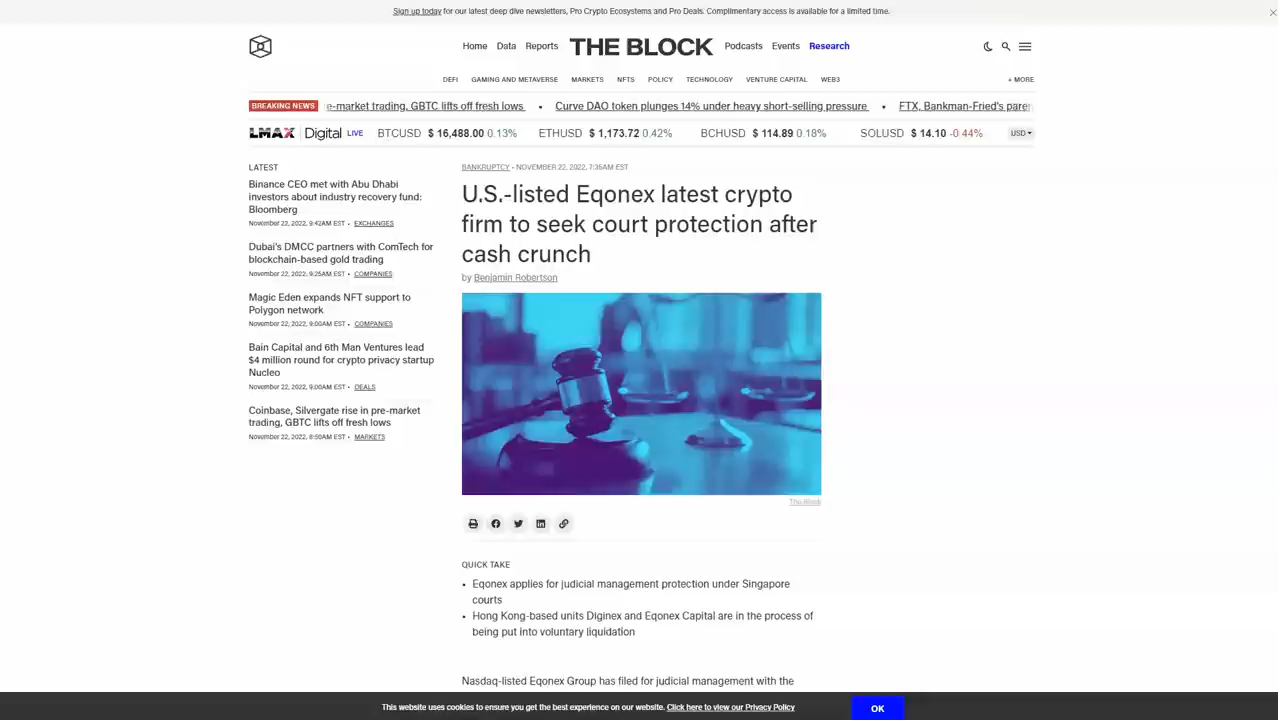 Sign up today for our latest deep dive newsletters, Pro Crypto Ecosystems and Pro Deals. Complimentary access is available for a limited time.
Home Data Reports THE BLOCK Podcasts Events Research
DEFI GAMING AND METAVERSE MARKETS NFTS POLICY TECHNOLOGY VENTURE CAPITAL WEB3 + MORE
BREAKING NEWS e-market trading, GBTC lifts off fresh lows • Curve DAO token plunges 14% under heavy short-selling pressure • FTX, Bankman-Fried's paren
LMAX Digital LIVE BTCUSD $ 16,488.00 0.13% ETHUSD $ 1,173.72 0.42% BCHUSD $ 114.89 0.18% SOLUSD $ 14.10 -0.44% USD
LATEST
Binance CEO met with Abu Dhabi
investors about industry recovery fund:
Bloomberg
November 22, 2022, 9:42AM EST • EXCHANGES
Dubai's DMCC partners with ComTech for
blockchain-based gold trading
November 22, 2022, 9:25AM EST • COMPANIES
Magic Eden expands NFT support to
Polygon network
November 22, 2022, 9:00AM EST • COMPANIES
Bain Capital and 6th Man Ventures lead
$4 million round for crypto privacy startup
Nucleo
November 22, 2022, 9:00AM EST • DEALS
Coinbase, Silvergate rise in pre-market
trading, GBTC lifts off fresh lows
November 22, 2022, 8:50AM EST • MARKETS
BANKRUPTCY • NOVEMBER 22, 2022, 7:35AM EST
U.S.-listed Eqonex latest crypto
firm to seek court protection after
cash crunch
by Benjamin Robertson
The Block
QUICK TAKE
• Eqonex applies for judicial management protection under Singapore
courts
• Hong Kong-based units Diginex and Eqonex Capital are in the process of
being put into voluntary liquidation
Nasdaq-listed Eqonex Group has filed for judicial management with the
This website uses cookies to ensure you get the best experience on our website. Click here to view our Privacy Policy OK